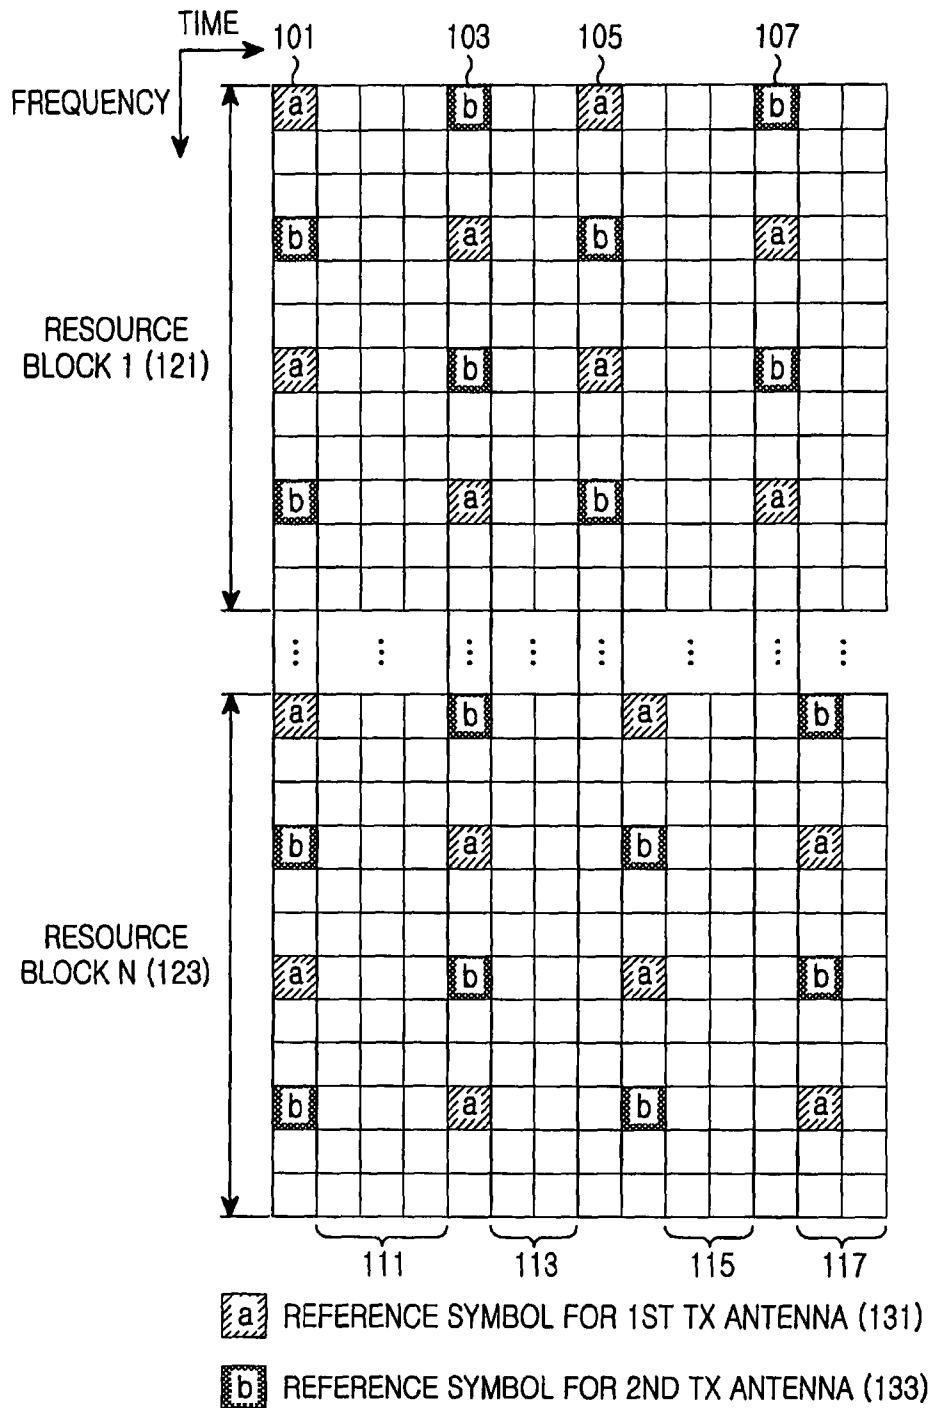 TIME
101 103 105 107
FREQUENCY
a b a b
b a b a
RESOURCE
BLOCK 1 (121)
a b a b
b a b a
⋮ ⋮ ⋮ ⋮ ⋮ ⋮ ⋮ ⋮
a b a b
b a b a
RESOURCE
BLOCK N (123)
a b a b
b a b a
111 113 115 117
a REFERENCE SYMBOL FOR 1ST TX ANTENNA (131)
b REFERENCE SYMBOL FOR 2ND TX ANTENNA (133)